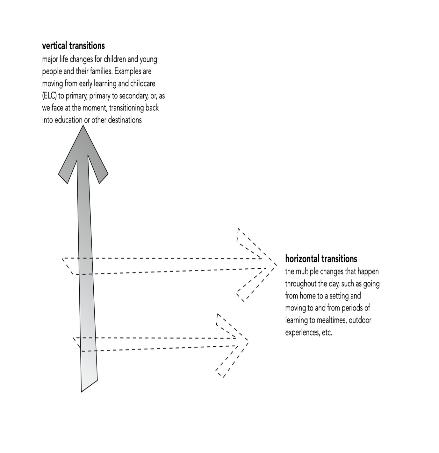 vertical transitions
major life changes for children and young
people and their families. Examples are
moving from early learning and childcare
(ELC) to primary, primary to secondary, or, as
we face at the moment, transitioning back
into education or other destinations
horizontal transitions
the multiple changes that happen
throughout the day, such as going
from home to a setting and
moving to and from periods of
learning to mealtimes, outdoor
experiences, etc.